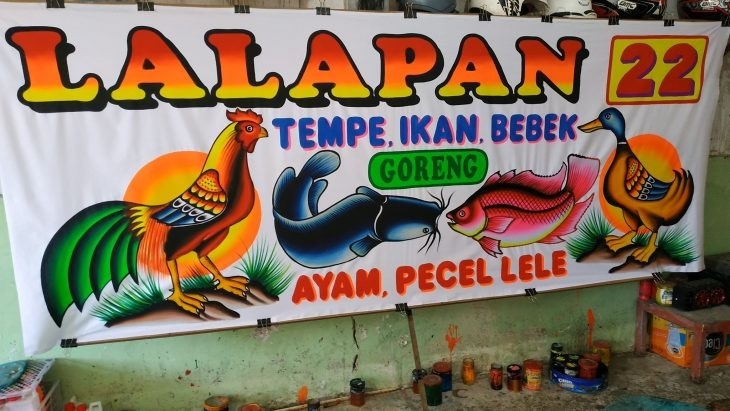 LALAPAN 22
TEMPE, IKAN, BEBEK
GORENG
AYAM, PECEL LELE